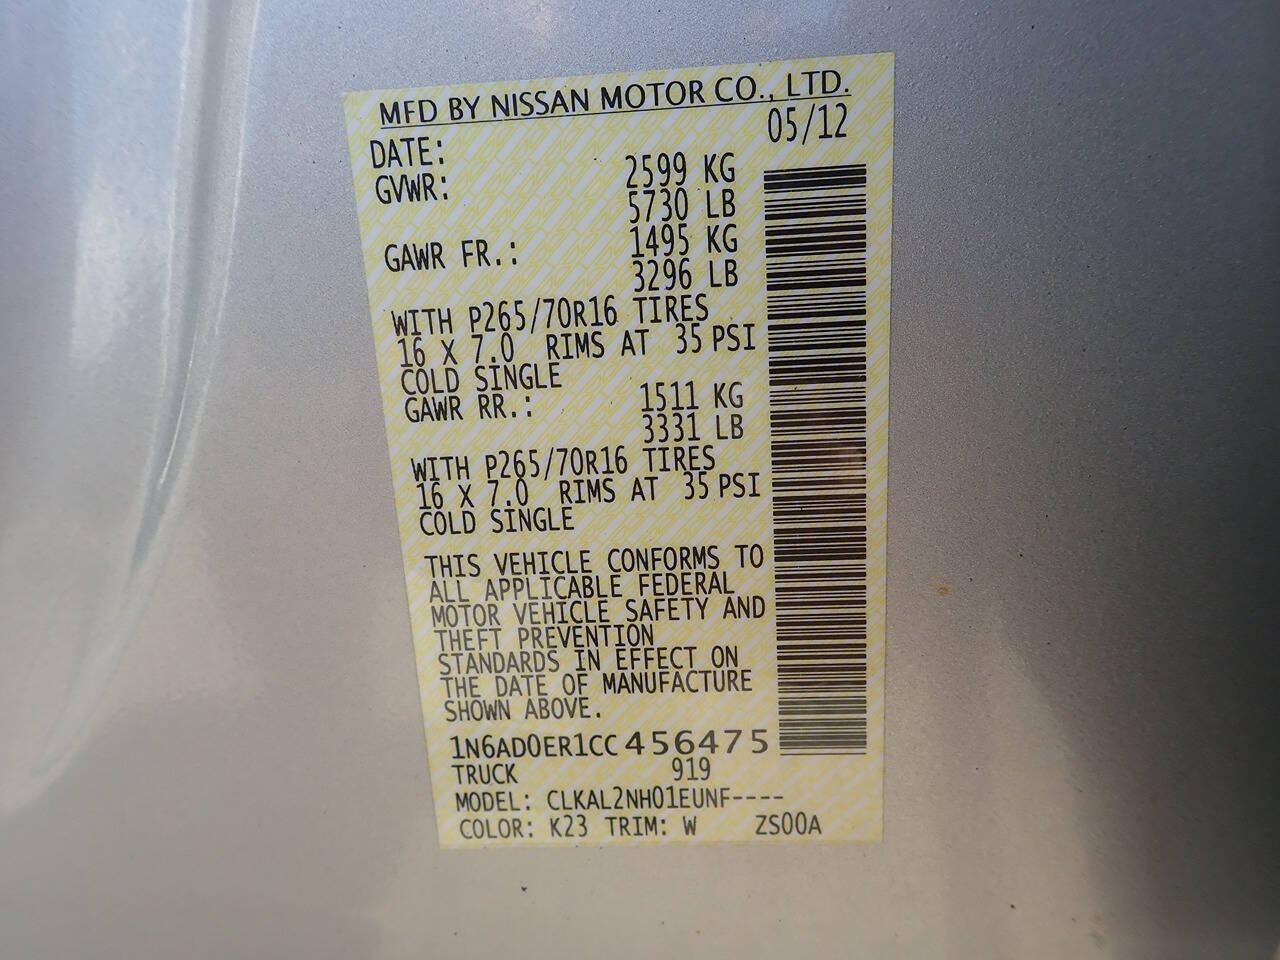 MFD BY NISSAN MOTOR CO., LTD.
DATE: 05/12
GVWR: 2599 KG
5730 LB
GAWR FR.: 1495 KG
3296 LB
WITH P265/70R16 TIRES
16 X 7.0 RIMS AT 35 PSI
COLD SINGLE
GAWR RR.: 1511 KG
3331 LB
WITH P265/70R16 TIRES
16 X 7.0 RIMS AT 35 PSI
COLD SINGLE
THIS VEHICLE CONFORMS TO
ALL APPLICABLE FEDERAL
MOTOR VEHICLE SAFETY AND
THEFT PREVENTION
STANDARDS IN EFFECT ON
THE DATE OF MANUFACTURE
SHOWN ABOVE.
1N6AD0ER1CC456475
TRUCK 919
MODEL: CLKAL2NH01EUNF----
COLOR: K23 TRIM: W ZS00A